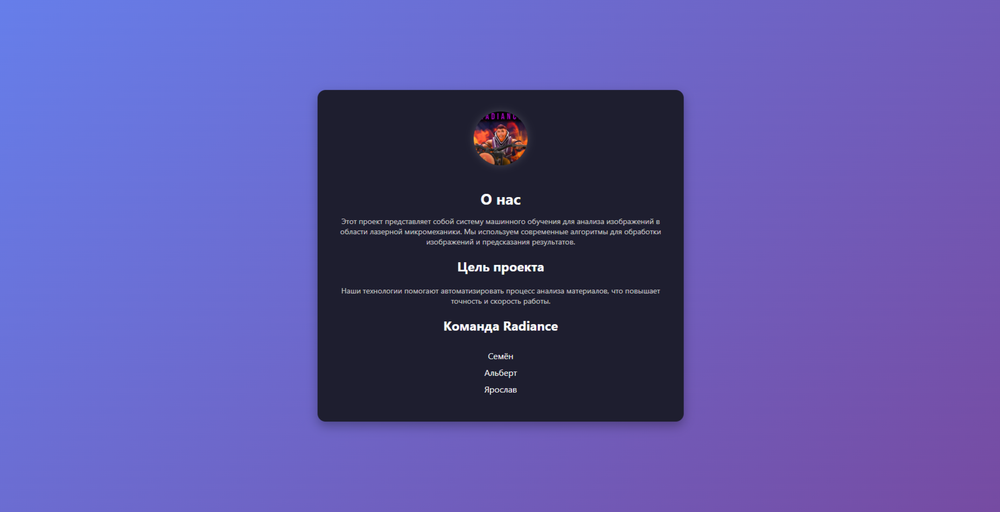 ADIANC
О нас
Этот проект представляет собой систему машинного обучения для анализа изображений в
области лазерной микромеханики. Мы используем современные алгоритмы для обработки
изображений и предсказания результатов.
Цель проекта
Наши технологии помогают автоматизировать процесс анализа материалов, что повышает
точность и скорость работы.
Команда Radiance
Семён
Альберт
Ярослав